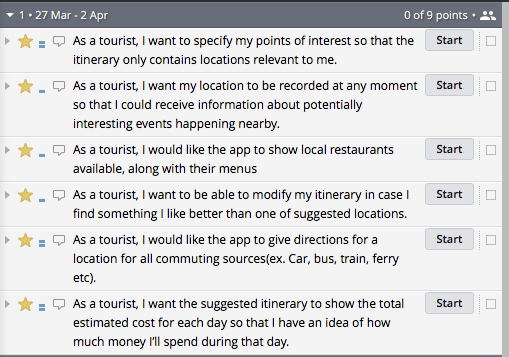 1 • 27 Mar - 2 Apr 0 of 9 points •
As a tourist, I want to specify my points of interest so that the Start
itinerary only contains locations relevant to me.
As a tourist, I want my location to be recorded at any moment Start
so that I could receive information about potentially
interesting events happening nearby.
As a tourist, I would like the app to show local restaurants Start
available, along with their menus
As a tourist, I want to be able to modify my itinerary in case I Start
find something I like better than one of suggested locations.
As a tourist, I would like the app to give directions for a Start
location for all commuting sources(ex. Car, bus, train, ferry
etc).
As a tourist, I want the suggested itinerary to show the total Start
estimated cost for each day so that I have an idea of how
much money I'll spend during that day.